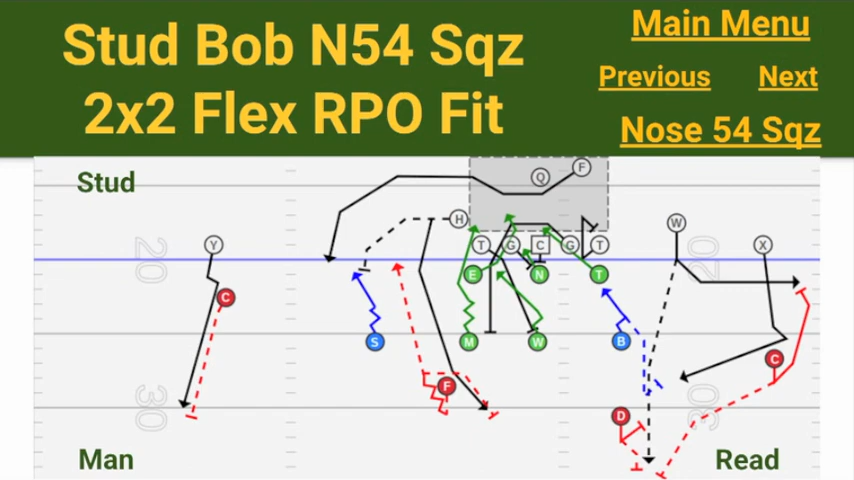 Stud Bob N54 Sqz
2x2 Flex RPO Fit
Main Menu
Previous Next
Nose 54 Sqz
Stud
F
Q
H
W
Y
T G C G T
X
20
20
E N T
C
S M W B
C
F
30
30
D
Man
Read